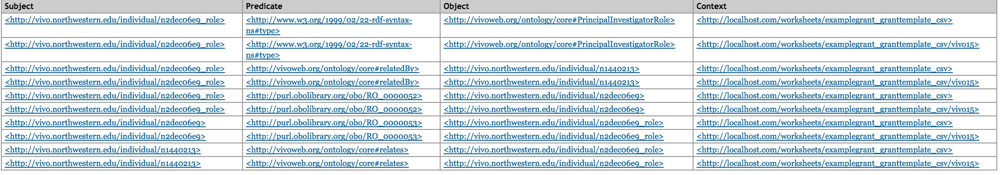 Subject Predicate Object Context
<http://vivo.northwestern.edu/individual/n2dec06e9_role> <http://www.w3.org/1999/02/22-rdf-syntax- <http://vivoweb.org/ontology/core#PrincipalInvestigatorRole> <http://localhost.com/worksheets/examplegrant_granttemplate_csv>
ns#type>
<http://vivo.northwestern.edu/individual/n2dec06e9_role> <http://www.w3.org/1999/02/22-rdf-syntax- <http://vivoweb.org/ontology/core#PrincipalInvestigatorRole> <http://localhost.com/worksheets/examplegrant_granttemplate_csv/vivo15>
ns#type>
<http://vivo.northwestern.edu/individual/n2dec06e9_role> <http://vivoweb.org/ontology/core#relatedBy> <http://vivo.northwestern.edu/individual/n1440213> <http://localhost.com/worksheets/examplegrant_granttemplate_csv>
<http://vivo.northwestern.edu/individual/n2dec06e9_role> <http://vivoweb.org/ontology/core#relatedBy> <http://vivo.northwestern.edu/individual/n1440213> <http://localhost.com/worksheets/examplegrant_granttemplate_csv/vivo15>
<http://vivo.northwestern.edu/individual/n2dec06e9_role> <http://purl.obolibrary.org/obo/RO_0000052> <http://vivo.northwestern.edu/individual/n2dec06e9> <http://localhost.com/worksheets/examplegrant_granttemplate_csv>
<http://vivo.northwestern.edu/individual/n2dec06e9_role> <http://purl.obolibrary.org/obo/RO_0000052> <http://vivo.northwestern.edu/individual/n2dec06e9> <http://localhost.com/worksheets/examplegrant_granttemplate_csv/vivo15>
<http://vivo.northwestern.edu/individual/n2dec06e9> <http://purl.obolibrary.org/obo/RO_0000053> <http://vivo.northwestern.edu/individual/n2dec06e9_role> <http://localhost.com/worksheets/examplegrant_granttemplate_csv>
<http://vivo.northwestern.edu/individual/n2dec06e9> <http://purl.obolibrary.org/obo/RO_0000053> <http://vivo.northwestern.edu/individual/n2dec06e9_role> <http://localhost.com/worksheets/examplegrant_granttemplate_csv/vivo15>
<http://vivo.northwestern.edu/individual/n1440213> <http://vivoweb.org/ontology/core#relates> <http://vivo.northwestern.edu/individual/n2dec06e9_role> <http://localhost.com/worksheets/examplegrant_granttemplate_csv>
<http://vivo.northwestern.edu/individual/n1440213> <http://vivoweb.org/ontology/core#relates> <http://vivo.northwestern.edu/individual/n2dec06e9_role> <http://localhost.com/worksheets/examplegrant_granttemplate_csv/vivo15>